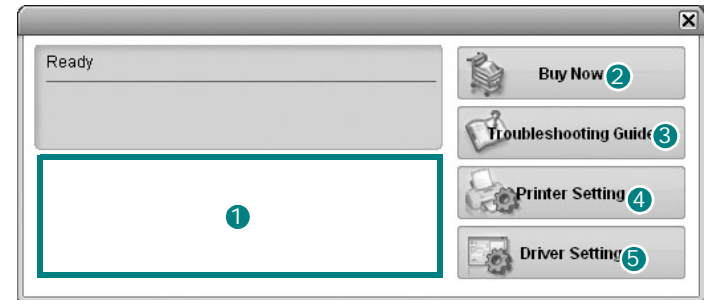 Ready
Buy Now 2
Troubleshooting Guide 3
1
Printer Setting 4
Driver Setting 5